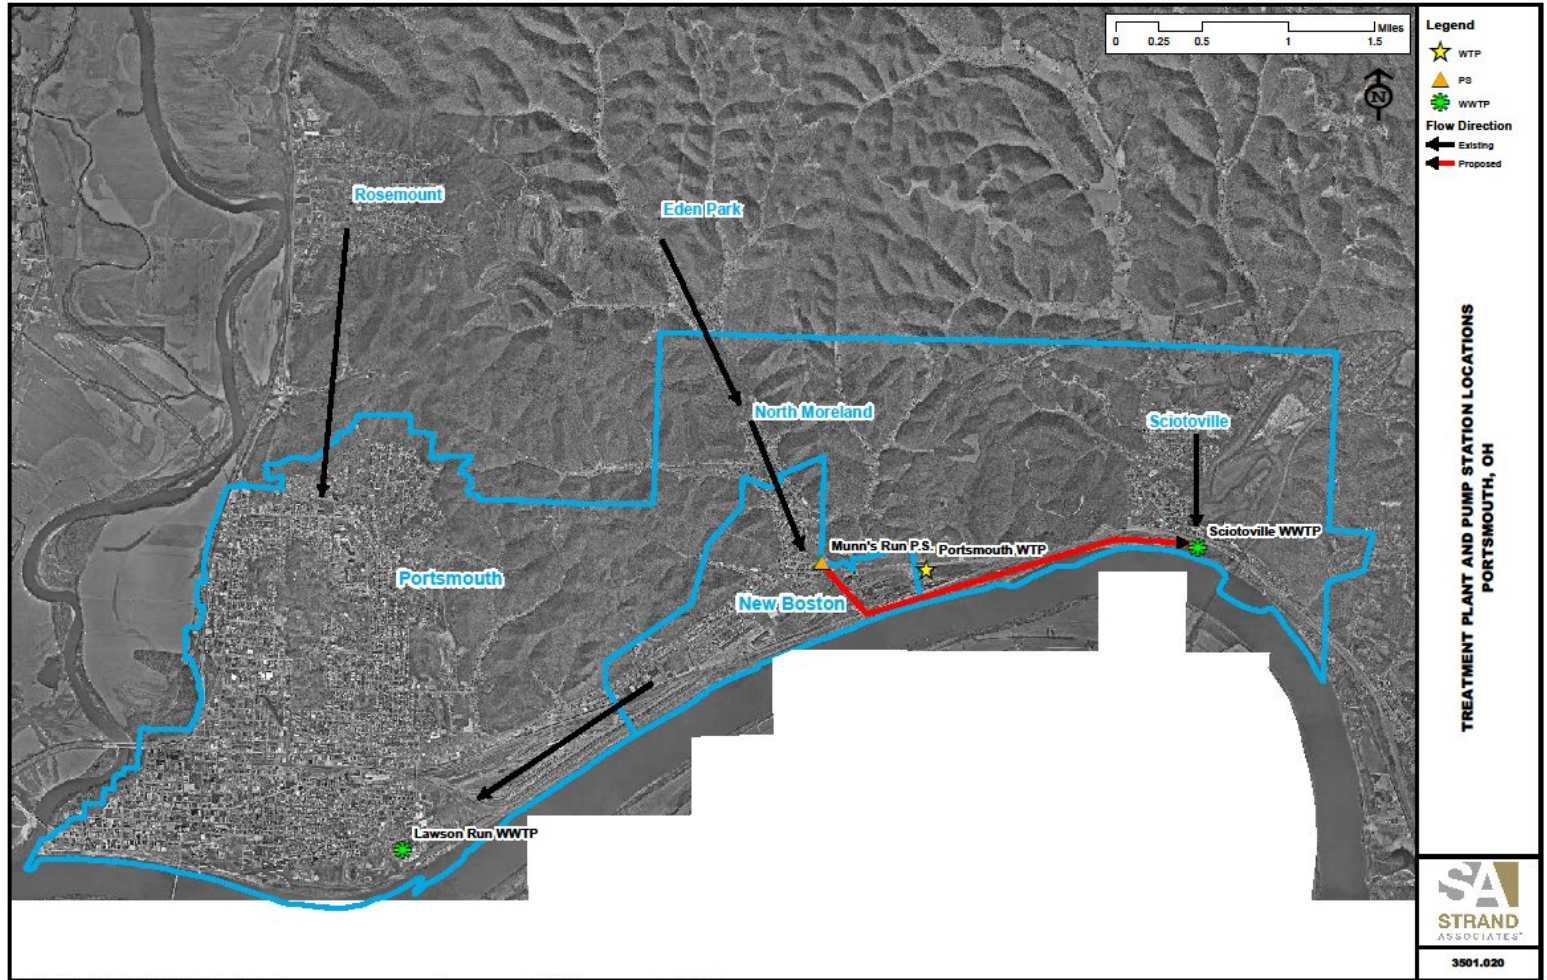 Miles
0 0.25 0.5 1 1.5
N
Rosemount
Eden Park
North Moreland
Sciotoville
Sciotoville WWTP
Munn's Run P.S.
Portsmouth WTP
Portsmouth
New Boston
Lawson Run WWTP
Legend
WTP
PS
WWTP
Flow Direction
Existing
Proposed
TREATMENT PLANT AND PUMP STATION LOCATIONS
PORTSMOUTH, OH
SA
STRAND
ASSOCIATES®
3501.020